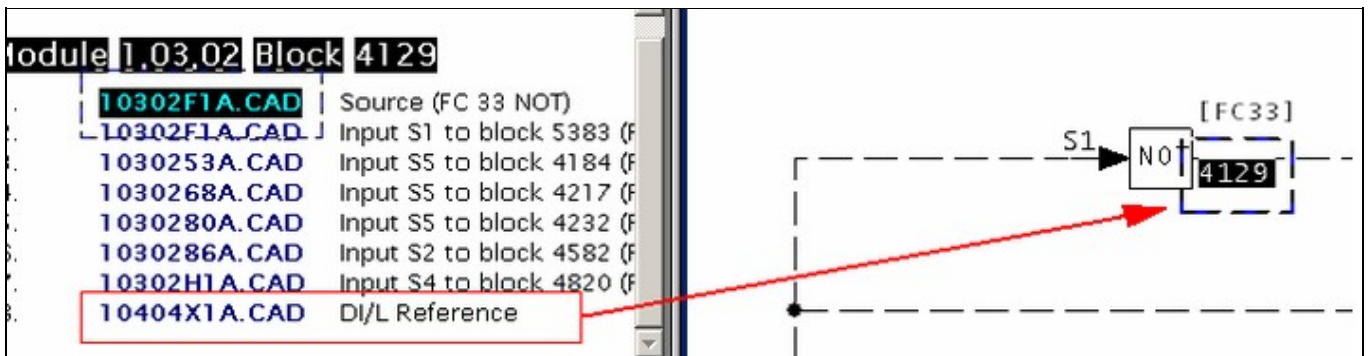 Module 1,03,02 Block 4129
10302F1A.CAD Source (FC 33 NOT)
10302F1A.CAD Input S1 to block 5383 (F
1030253A.CAD Input S5 to block 4184 (F
1030268A.CAD Input S5 to block 4217 (F
1030280A.CAD Input S5 to block 4232 (F
1030286A.CAD Input S2 to block 4582 (F
10302H1A.CAD Input S4 to block 4820 (F
10404X1A.CAD DI/L Reference
[FC33]
S1
NOT
4129